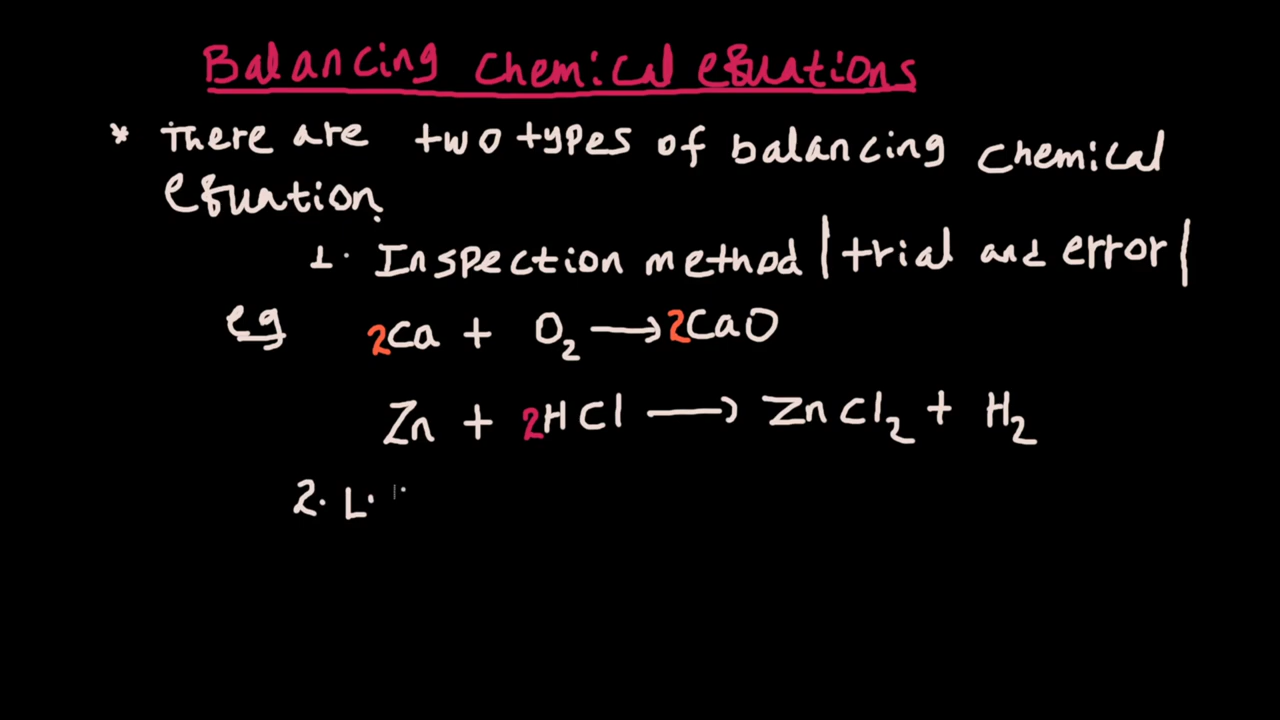 Balancing chemical equations
* There are two types of balancing chemical
equation.
1. Inspection method | trial and error |
eg 2Ca + O₂ → 2CaO
Zn + 2HCl → ZnCl₂ + H₂
2. L.